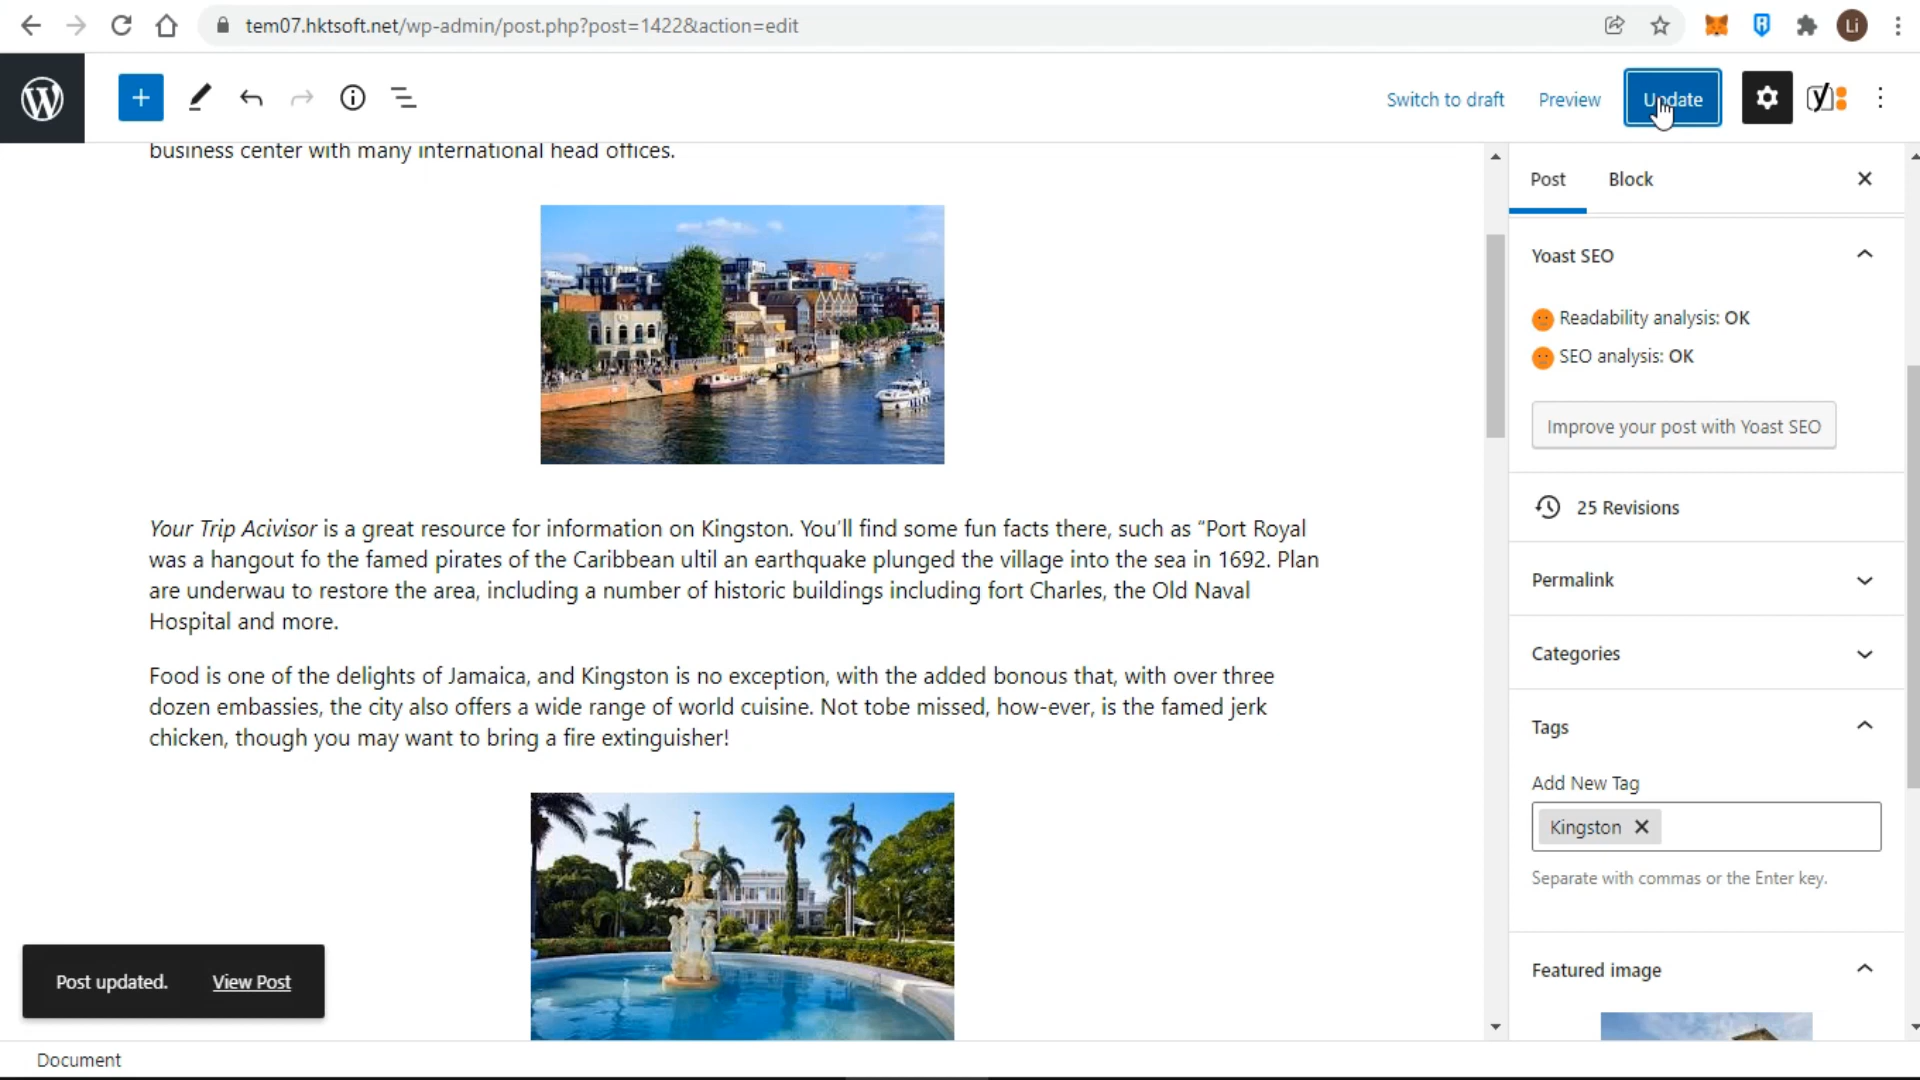 tem07.hktsoft.net/wp-admin/post.php?post=1422&action=edit
Li
Switch to draft
Preview
Update
business center with many international head offices.
Your Trip Acivisor is a great resource for information on Kingston. You'll find some fun facts there, such as “Port Royal
was a hangout fo the famed pirates of the Caribbean ultil an earthquake plunged the village into the sea in 1692. Plan
are underwau to restore the area, including a number of historic buildings including fort Charles, the Old Naval
Hospital and more.
Food is one of the delights of Jamaica, and Kingston is no exception, with the added bonous that, with over three
dozen embassies, the city also offers a wide range of world cuisine. Not tobe missed, how-ever, is the famed jerk
chicken, though you may want to bring a fire extinguisher!
Post updated.
View Post
Document
Post
Block
Yoast SEO
Readability analysis: OK
SEO analysis: OK
Improve your post with Yoast SEO
25 Revisions
Permalink
Categories
Tags
Add New Tag
Kingston
Separate with commas or the Enter key.
Featured image